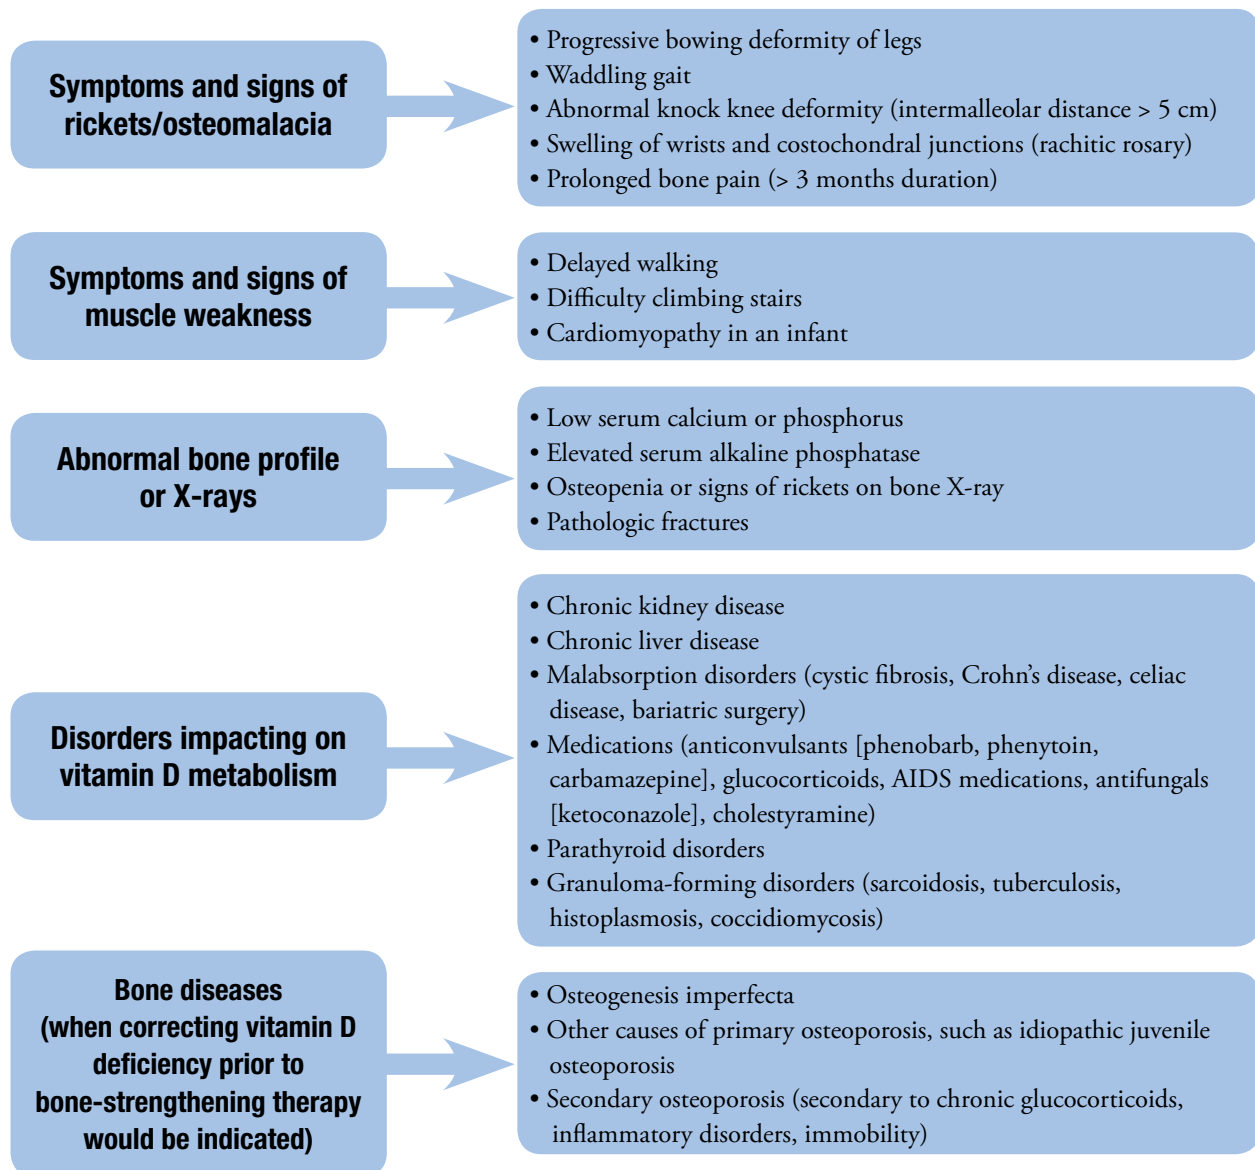 Symptoms and signs of
rickets/osteomalacia
• Progressive bowing deformity of legs
• Waddling gait
• Abnormal knock knee deformity (intermalleolar distance > 5 cm)
• Swelling of wrists and costochondral junctions (rachitic rosary)
• Prolonged bone pain (> 3 months duration)
Symptoms and signs of
muscle weakness
• Delayed walking
• Difficulty climbing stairs
• Cardiomyopathy in an infant
Abnormal bone profile
or X-rays
• Low serum calcium or phosphorus
• Elevated serum alkaline phosphatase
• Osteopenia or signs of rickets on bone X-ray
• Pathologic fractures
Disorders impacting on
vitamin D metabolism
• Chronic kidney disease
• Chronic liver disease
• Malabsorption disorders (cystic fibrosis, Crohn's disease, celiac
disease, bariatric surgery)
• Medications (anticonvulsants [phenobarb, phenytoin,
carbamazepine], glucocorticoids, AIDS medications, antifungals
[ketoconazole], cholestyramine)
• Parathyroid disorders
• Granuloma-forming disorders (sarcoidosis, tuberculosis,
histoplasmosis, coccidiomycosis)
Bone diseases
(when correcting vitamin D
deficiency prior to
bone-strengthening therapy
would be indicated)
• Osteogenesis imperfecta
• Other causes of primary osteoporosis, such as idiopathic juvenile
osteoporosis
• Secondary osteoporosis (secondary to chronic glucocorticoids,
inflammatory disorders, immobility)